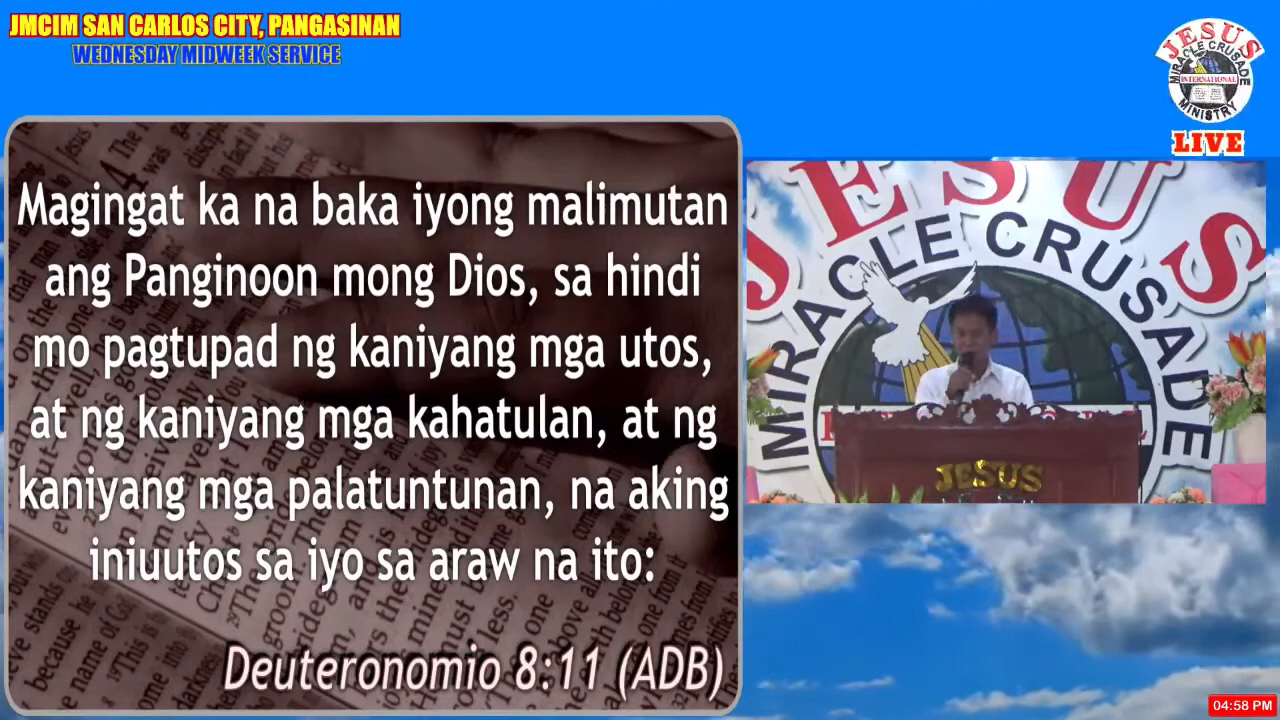 JMCIM SAN CARLOS CITY, PANGASINAN
WEDNESDAY MIDWEEK SERVICE
JESUS
MIRACLE CRUSADE
INTERNATIONAL
MINISTRY
LIVE
Magingat ka na baka iyong malimutan
ang Panginoon mong Dios, sa hindi
mo pagtupad ng kaniyang mga utos,
at ng kaniyang mga kahatulan, at ng
kaniyang mga palatuntunan, na aking
iniuutos sa iyo sa araw na ito:
Deuteronomio 8:11 (ADB)
JESUS
MIRACLE CRUSADE
JESUS
04:58 PM